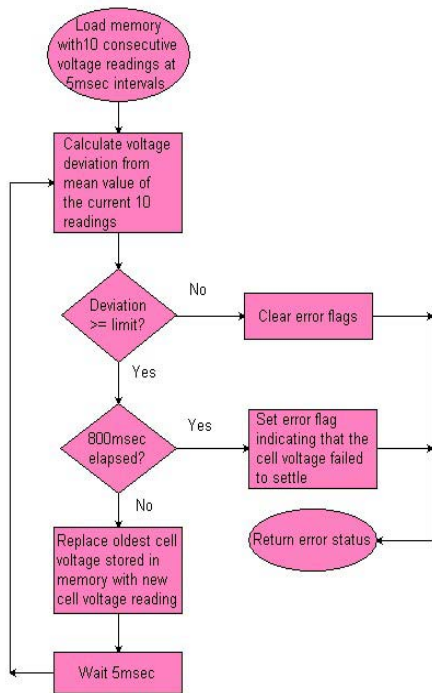 Load memory
with10 consecutive
voltage readings at
5msec intervals
Calculate voltage
deviation from
mean value of
the current 10
readings
Deviation
>= limit?
No
Clear error flags
Yes
800msec
elapsed?
Yes
Set error flag
indicating that the
cell voltage failed
to settle
No
Return error status
Replace oldest cell
voltage stored in
memory with new
cell voltage reading
Wait 5msec